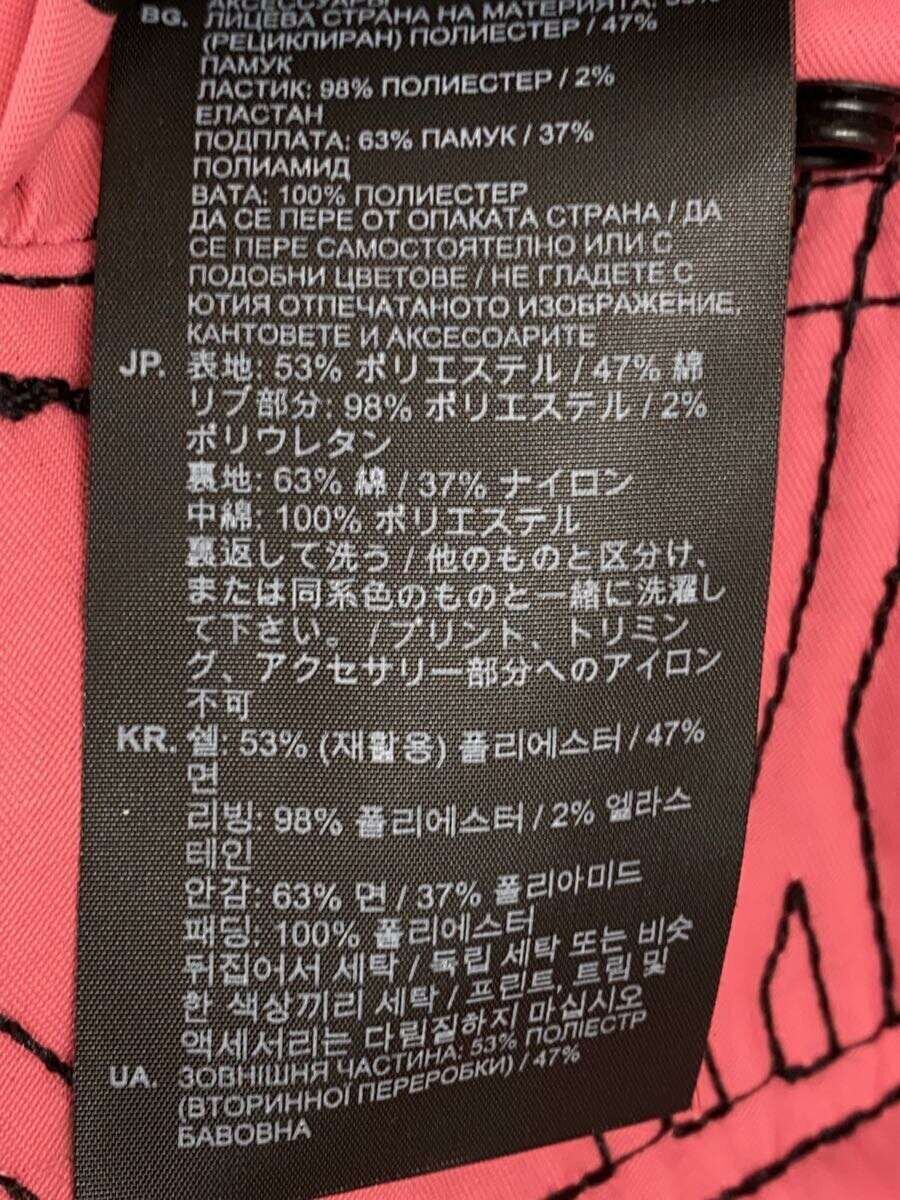 АКСЕСУАРЫ
BG. ЛИЦЕВА СТРАНА НА МАТЕРИЯТА: 53%
(РЕЦИКЛИРАН) ПОЛИЕСТЕР / 47%
ПАМУК
ЛАСТИК: 98% ПОЛИЕСТЕР / 2%
ЕЛАСТАН
ПОДПЛАТА: 63% ПАМУК / 37%
ПОЛИАМИД
ВАТА: 100% ПОЛИЕСТЕР
ДА СЕ ПЕРЕ ОТ ОПАКАТА СТРАНА / ДА
СЕ ПЕРЕ САМОСТОЯТЕЛНО ИЛИ С
ПОДОБНИ ЦВЕТОВЕ / НЕ ГЛАДЕТЕ С
ЮТИЯ ОТПЕЧАТАНОТО ИЗОБРАЖЕНИЕ,
КАНТОВЕТЕ И АКСЕСОАРИТЕ
JP. 表地: 53% ポリエステル / 47% 綿
リブ部分: 98% ポリエステル / 2%
ポリウレタン
裏地: 63% 綿 / 37% ナイロン
中綿: 100% ポリエステル
裏返して洗う / 他のものと区分け、
または同系色のものと一緒に洗濯し
て下さい。 / プリント、トリミン
グ、アクセサリー部分へのアイロン
不可
KR. 쉘: 53% (재활용) 폴리에스터 / 47%
면
리빙: 98% 폴리에스터 / 2% 엘라스
테인
안감: 63% 면 / 37% 폴리아미드
패딩: 100% 폴리에스터
뒤집어서 세탁 / 독립 세탁 또는 비슷
한 색상끼리 세탁 / 프린트, 트림 및
액세서리는 다림질하지 마십시오
UA. ЗОВНІШНЯ ЧАСТИНА: 53% ПОЛІЕСТР
(ВТОРИННОЇ ПЕРЕРОБКИ) / 47%
БАВОВНА